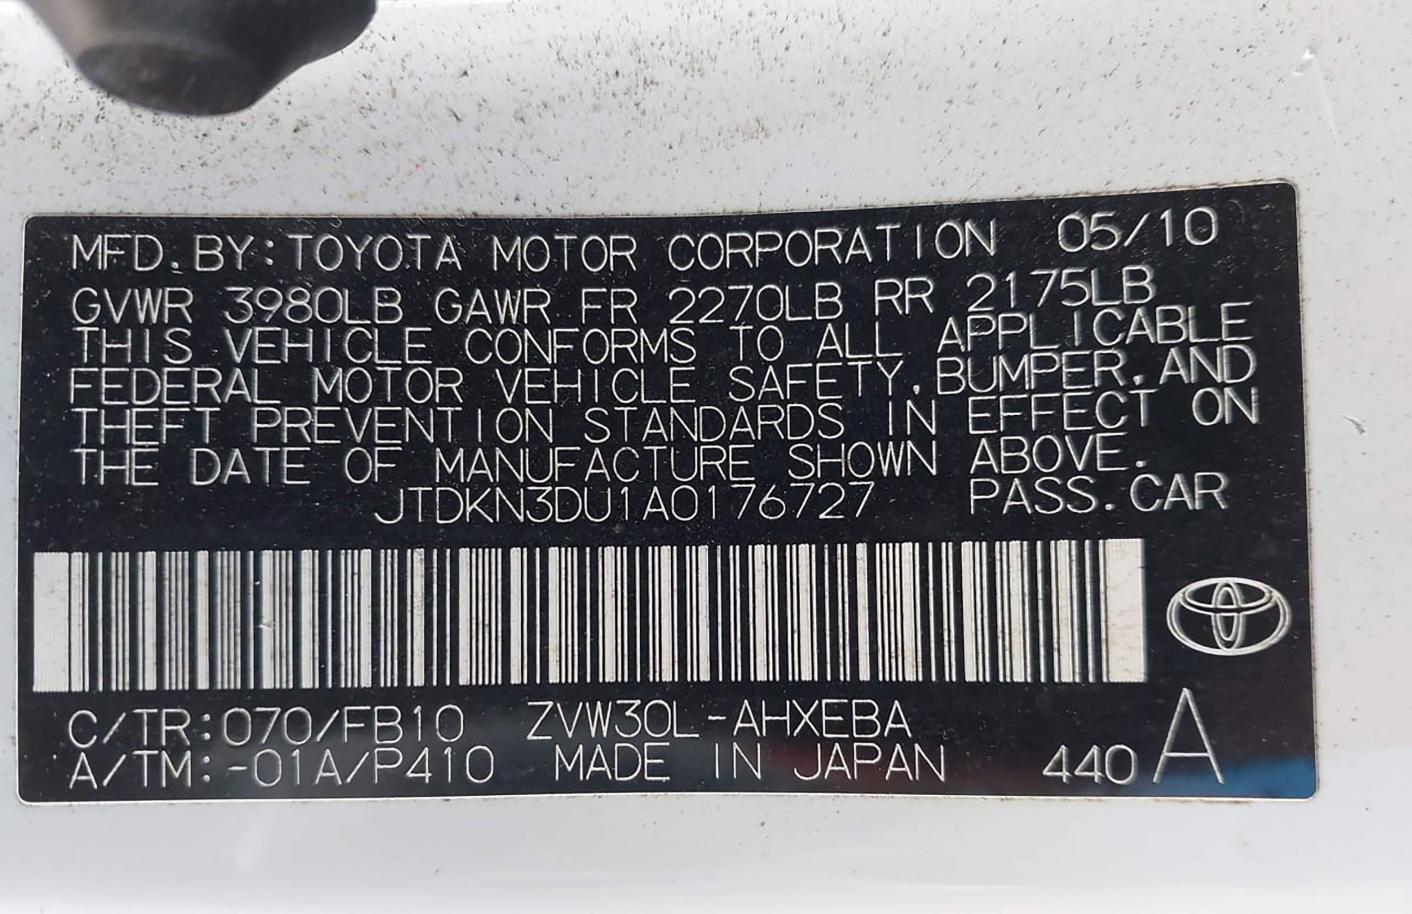 MFD. BY: TOYOTA MOTOR CORPORATION 05/10
GVWR 3980LB GAWR FR 2270LB RR 2175LB
THIS VEHICLE CONFORMS TO ALL APPLICABLE
FEDERAL MOTOR VEHICLE SAFETY, BUMPER, AND
THEFT PREVENTION STANDARDS IN EFFECT ON
THE DATE OF MANUFACTURE SHOWN ABOVE.
JTDKN3DU1A0176727 PASS. CAR
C/TR: 070/FB10 ZVW30L-AHXEBA
A/TM: -01A/P410 MADE IN JAPAN 440 A